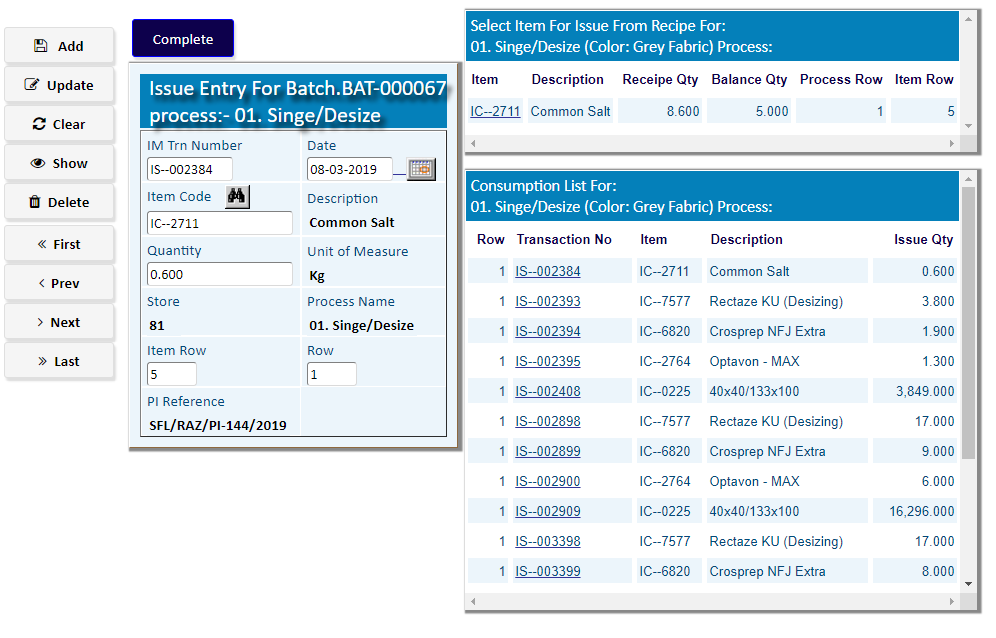 Add
Update
Clear
Show
Delete
First
Prev
Next
Last
Complete
Issue Entry For Batch.BAT-000067
process:- 01. Singe/Desize
IM Trn Number Date
IS--002384 08-03-2019
Item Code Description
IC--2711 Common Salt
Quantity Unit of Measure
0.600 Kg
Store Process Name
81 01. Singe/Desize
Item Row Row
5 1
PI Reference
SFL/RAZ/PI-144/2019
Select Item For Issue From Recipe For:
01. Singe/Desize (Color: Grey Fabric) Process:
Item Description Receipe Qty Balance Qty Process Row Item Row
IC--2711 Common Salt 8.600 5.000 1 5
Consumption List For:
01. Singe/Desize (Color: Grey Fabric) Process:
Row Transaction No Item Description Issue Qty
1 IS--002384 IC--2711 Common Salt 0.600
1 IS--002393 IC--7577 Rectaze KU (Desizing) 3.800
1 IS--002394 IC--6820 Crosprep NFJ Extra 1.900
1 IS--002395 IC--2764 Optavon - MAX 1.300
1 IS--002408 IC--0225 40x40/133x100 3,849.000
1 IS--002898 IC--7577 Rectaze KU (Desizing) 17.000
1 IS--002899 IC--6820 Crosprep NFJ Extra 9.000
1 IS--002900 IC--2764 Optavon - MAX 6.000
1 IS--002909 IC--0225 40x40/133x100 16,296.000
1 IS--003398 IC--7577 Rectaze KU (Desizing) 17.000
1 IS--003399 IC--6820 Crosprep NFJ Extra 8.000